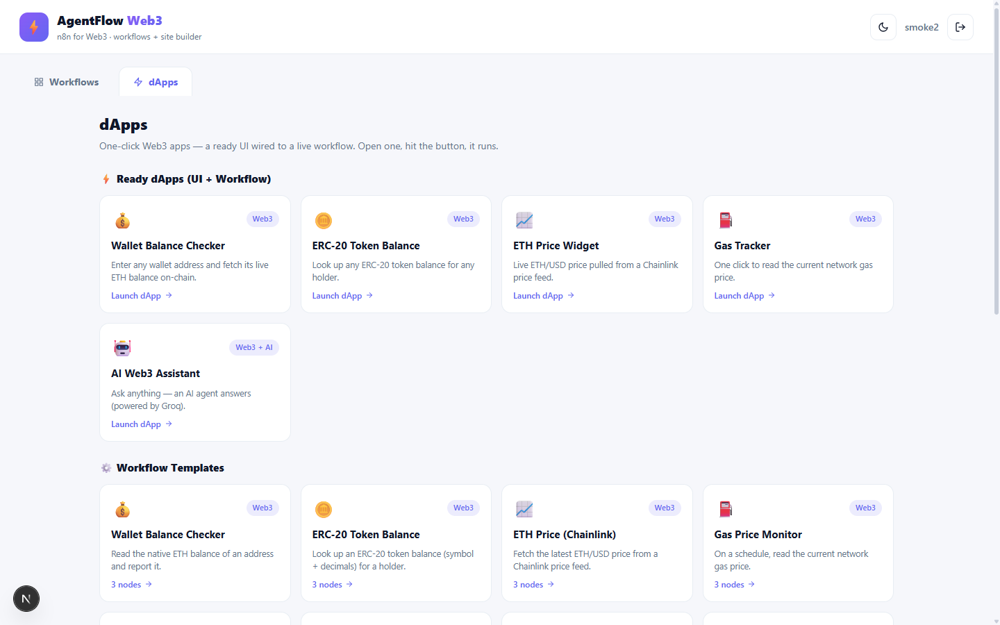 AgentFlow Web3
n8n for Web3 · workflows + site builder
smoke2
Workflows
dApps
dApps
One-click Web3 apps — a ready UI wired to a live workflow. Open one, hit the button, it runs.
Ready dApps (UI + Workflow)
Web3
Wallet Balance Checker
Enter any wallet address and fetch its live
ETH balance on-chain.
Launch dApp →
Web3
ERC-20 Token Balance
Look up any ERC-20 token balance for any
holder.
Launch dApp →
Web3
ETH Price Widget
Live ETH/USD price pulled from a Chainlink
price feed.
Launch dApp →
Web3
Gas Tracker
One click to read the current network gas
price.
Launch dApp →
Web3 + AI
AI Web3 Assistant
Ask anything — an AI agent answers
(powered by Groq).
Launch dApp →
Workflow Templates
Web3
Wallet Balance Checker
Read the native ETH balance of an address
and report it.
3 nodes →
Web3
ERC-20 Token Balance
Look up an ERC-20 token balance (symbol
+ decimals) for a holder.
3 nodes →
Web3
ETH Price (Chainlink)
Fetch the latest ETH/USD price from a
Chainlink price feed.
3 nodes →
Web3
Gas Price Monitor
On a schedule, read the current network
gas price.
3 nodes →
N